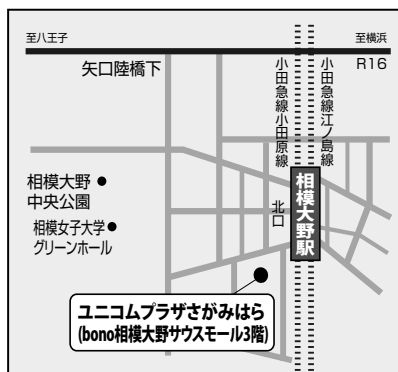 至八王子
至横浜
矢口陸橋下
R16
小田急線小田原線
小田急線江ノ島線
相模大野
中央公園
相模女子大学
グリーンホール
北口
相模大野駅
ユニコムプラザさがみはら
(bono相模大野サウスモール3階)